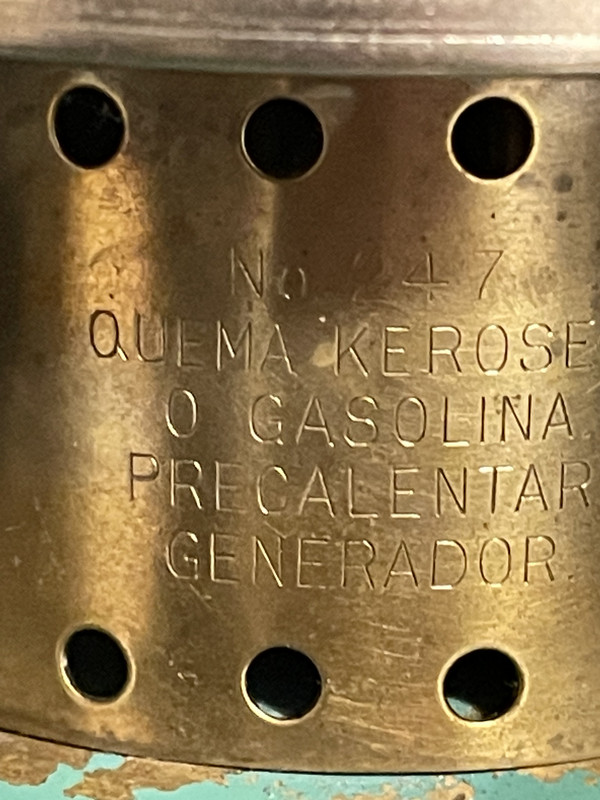 No 247
QUEMA KEROSE
O GASOLINA.
PRECALENTAR
GENERADOR.